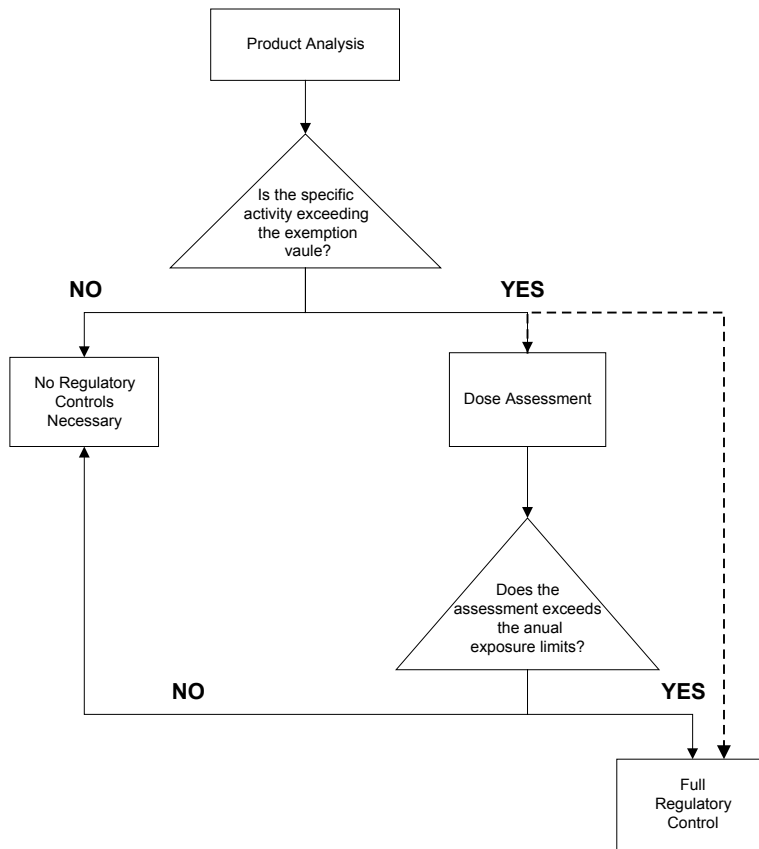 Product Analysis
Is the specific
activity exceeding
the exemption
vaule?
NO
YES
No Regulatory
Controls
Necessary
Dose Assessment
Does the
assessment exceeds
the anual
exposure limits?
NO
YES
Full
Regulatory
Control